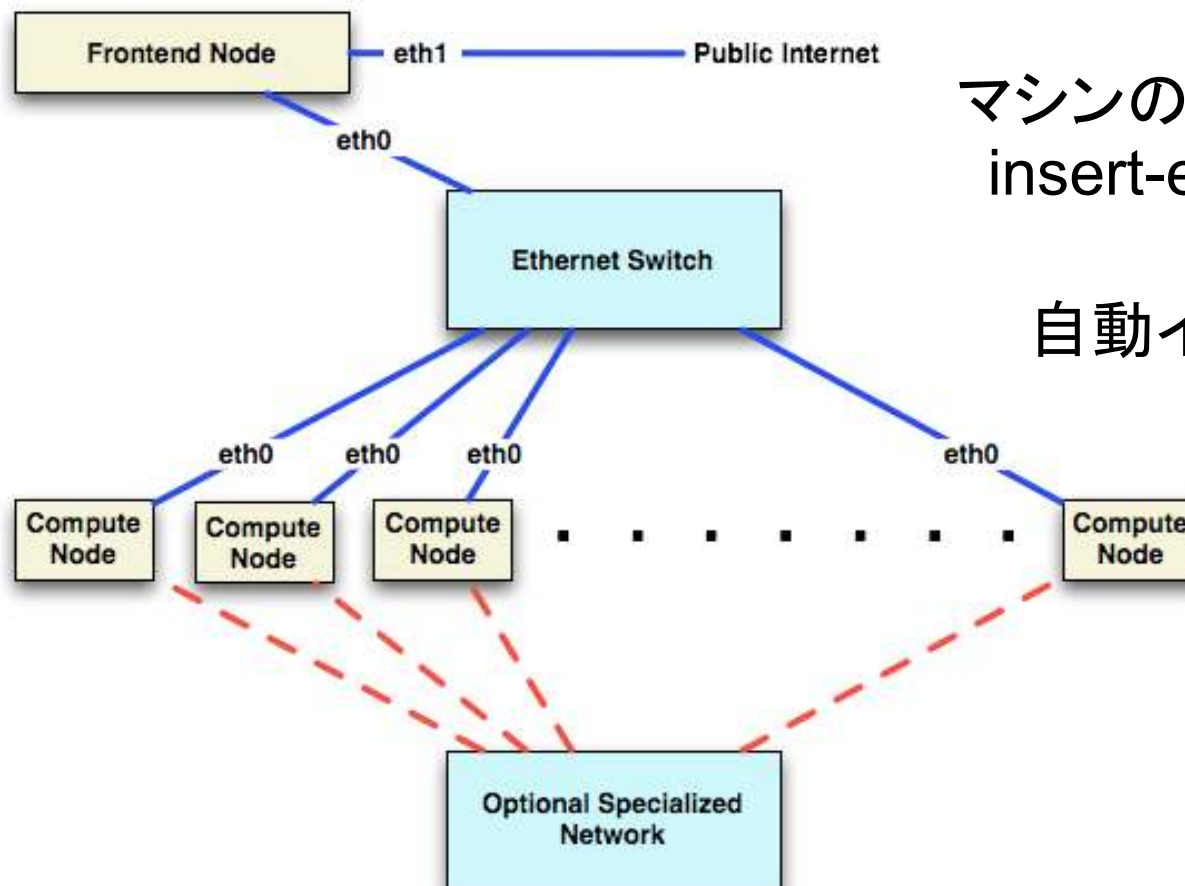 Frontend Node
eth1
Public Internet
マシンの
insert-e
eth0
Ethernet Switch
自動イ
eth0
eth0
eth0
eth0
Compute
Node
Compute
Node
Compute
Node
Compute
Node
Optional Specialized
Network